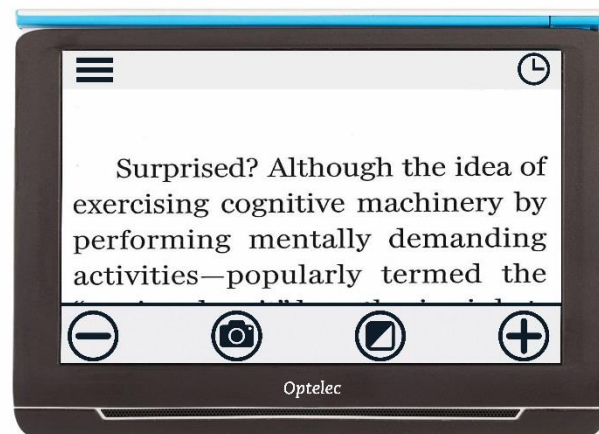 Surprised? Although the idea of
exercising cognitive machinery by
performing mentally demanding
activities—popularly termed the
Optelec